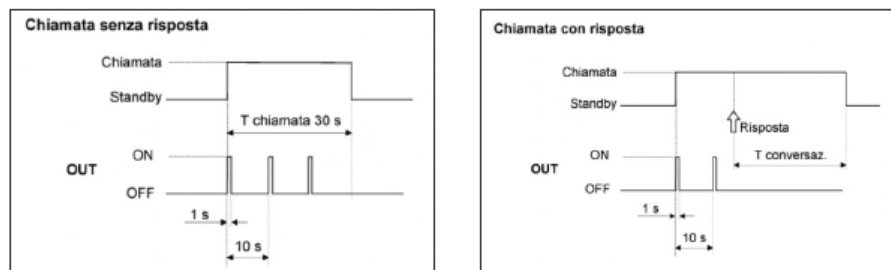 Chiamata senza risposta
Chiamata
Standby
T chiamata 30 s
ON
OUT
OFF
1 s
10 s
Chiamata con risposta
Chiamata
Standby
Risposta
T conversaz.
ON
OUT
OFF
1 s
10 s